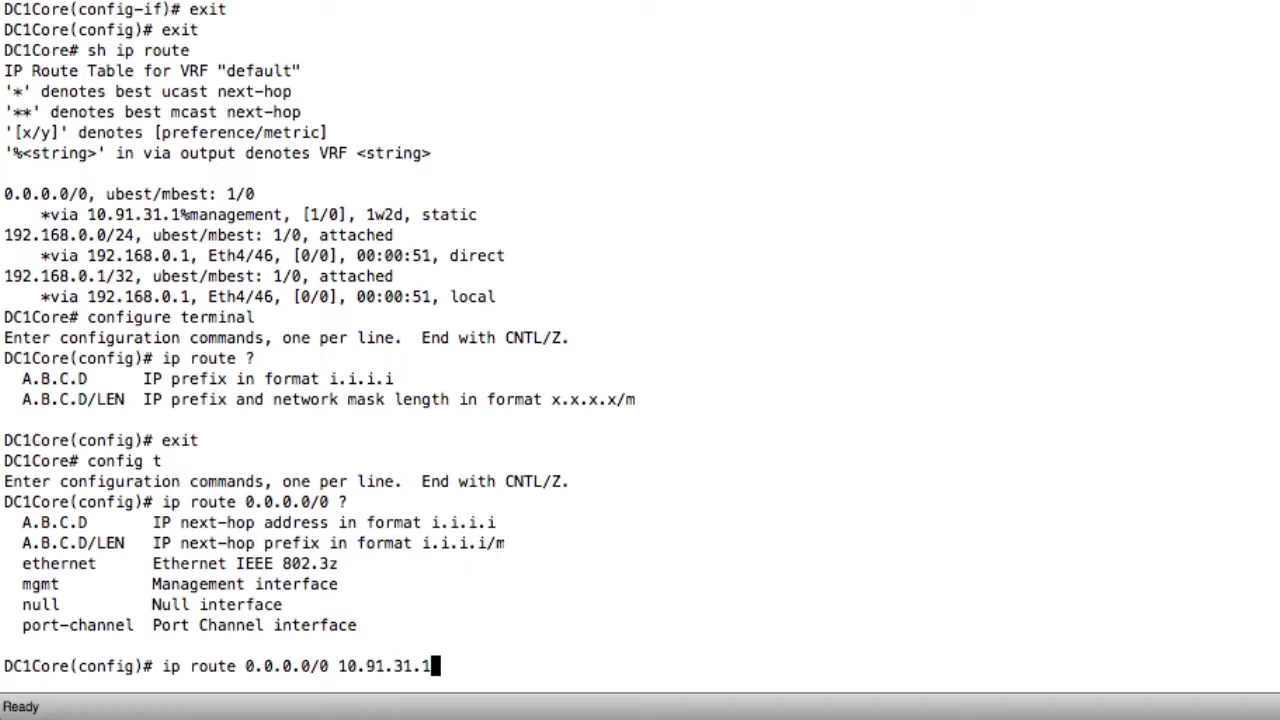 DC1Core(config-if)# exit
DC1Core(config)# exit
DC1Core# sh ip route
IP Route Table for VRF "default"
'*' denotes best ucast next-hop
'**' denotes best mcast next-hop
'[x/y]' denotes [preference/metric]
'%<string>' in via output denotes VRF <string>

0.0.0.0/0, ubest/mbest: 1/0
    *via 10.91.31.1%management, [1/0], 1w2d, static
192.168.0.0/24, ubest/mbest: 1/0, attached
    *via 192.168.0.1, Eth4/46, [0/0], 00:00:51, direct
192.168.0.1/32, ubest/mbest: 1/0, attached
    *via 192.168.0.1, Eth4/46, [0/0], 00:00:51, local
DC1Core# configure terminal
Enter configuration commands, one per line.  End with CNTL/Z.
DC1Core(config)# ip route ?
  A.B.C.D      IP prefix in format i.i.i.i
  A.B.C.D/LEN  IP prefix and network mask length in format x.x.x.x/m

DC1Core(config)# exit
DC1Core# config t
Enter configuration commands, one per line.  End with CNTL/Z.
DC1Core(config)# ip route 0.0.0.0/0 ?
  A.B.C.D       IP next-hop address in format i.i.i.i
  A.B.C.D/LEN   IP next-hop prefix in format i.i.i.i/m
  ethernet      Ethernet IEEE 802.3z
  mgmt          Management interface
  null          Null interface
  port-channel  Port Channel interface

DC1Core(config)# ip route 0.0.0.0/0 10.91.31.1
Ready